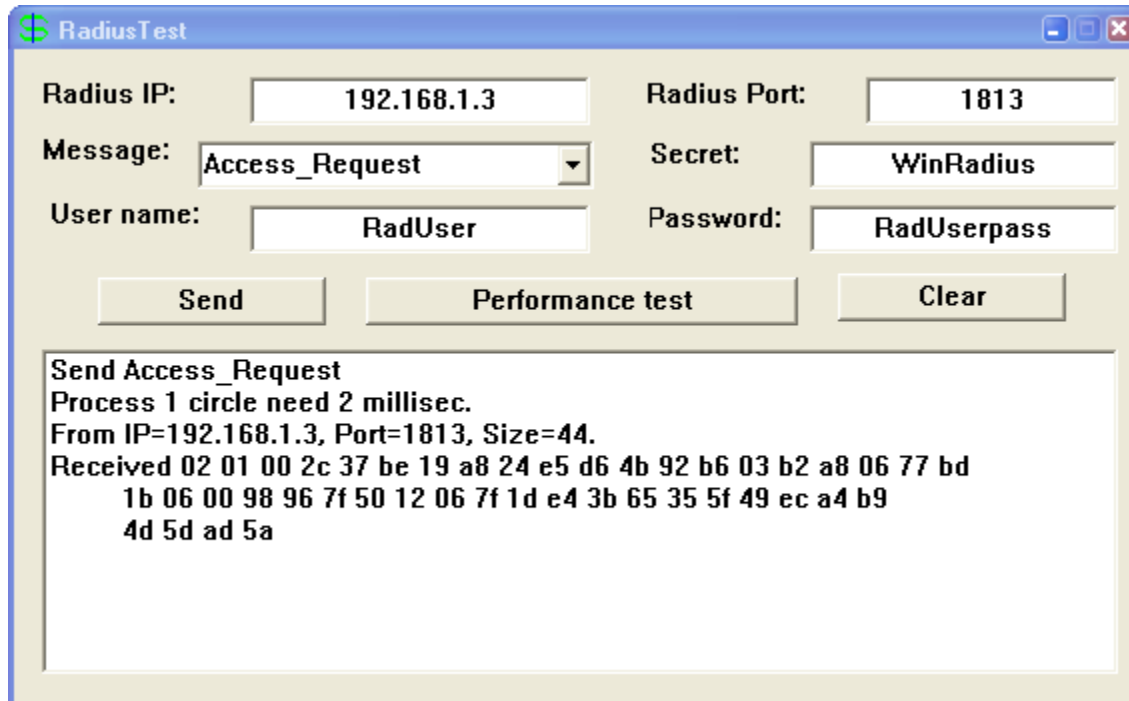 RadiusTest
Radius IP: 192.168.1.3 Radius Port: 1813
Message: Access_Request Secret: WinRadius
User name: RadUser Password: RadUserpass
Send Performance test Clear
Send Access_Request
Process 1 circle need 2 millisec.
From IP=192.168.1.3, Port=1813, Size=44.
Received 02 01 00 2c 37 be 19 a8 24 e5 d6 4b 92 b6 03 b2 a8 06 77 bd
1b 06 00 98 96 7f 50 12 06 7f 1d e4 3b 65 35 5f 49 ec a4 b9
4d 5d ad 5a